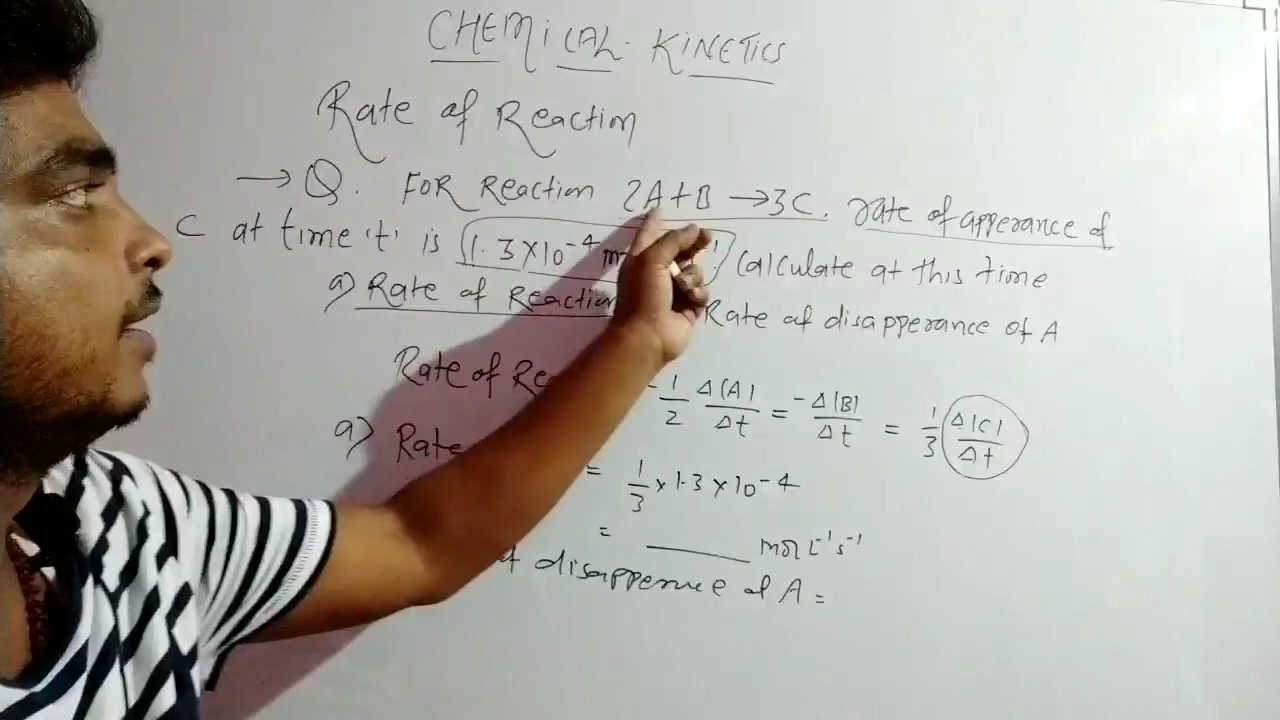 CHEMICAL KINETICS
Rate of Reaction
→ Q. FOR Reaction 2A+B →3C. rate of apperance of
C at time 't' is 1.3×10⁻⁴ Calculate at this time
a) Rate of Reaction Rate of disapperance of A
Rate of -1/2 Δ[A]/Δt = -Δ[B]/Δt = 1/3 Δ[C]/Δt
a) Rate = 1/3 × 1.3 × 10⁻⁴
= ____ mol L⁻¹s⁻¹
disapperence of A =